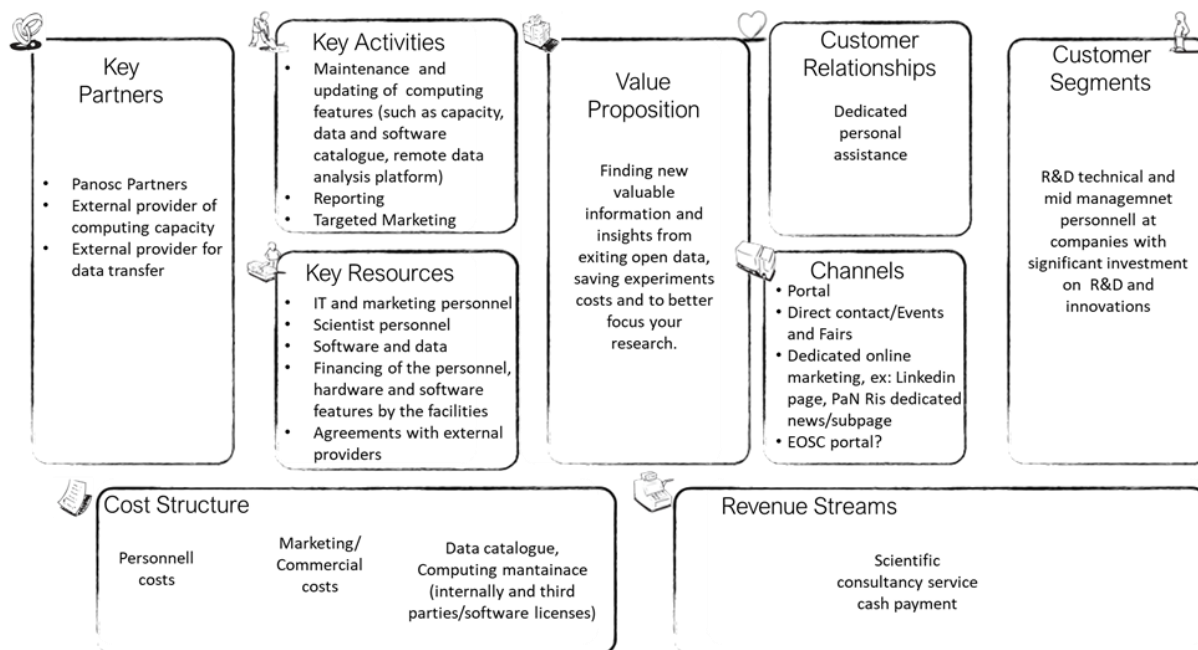 Key
Partners
• Panosc Partners
• External provider of
computing capacity
• External provider for
data transfer
Key Activities
• Maintenance and
updating of computing
features (such as capacity,
data and software
catalogue, remote data
analysis platform)
• Reporting
• Targeted Marketing
Key Resources
• IT and marketing personnel
• Scientist personnel
• Software and data
• Financing of the personnel,
hardware and software
features by the facilities
• Agreements with external
providers
Value
Proposition
Finding new
valuable
information and
insights from
exiting open data,
saving experiments
costs and to better
focus your
research.
Customer
Relationships
Dedicated
personal
assistance
Channels
• Portal
• Direct contact/Events
and Fairs
• Dedicated online
marketing, ex: Linkedin
page, PaN Ris dedicated
news/subpage
• EOSC portal?
Customer
Segments
R&D technical and
mid managemnet
personnell at
companies with
significant investment
on R&D and
innovations
Cost Structure
Personnell
costs
Marketing/
Commercial
costs
Data catalogue,
Computing mantainace
(internally and third
parties/software licenses)
Revenue Streams
Scientific
consultancy service
cash payment